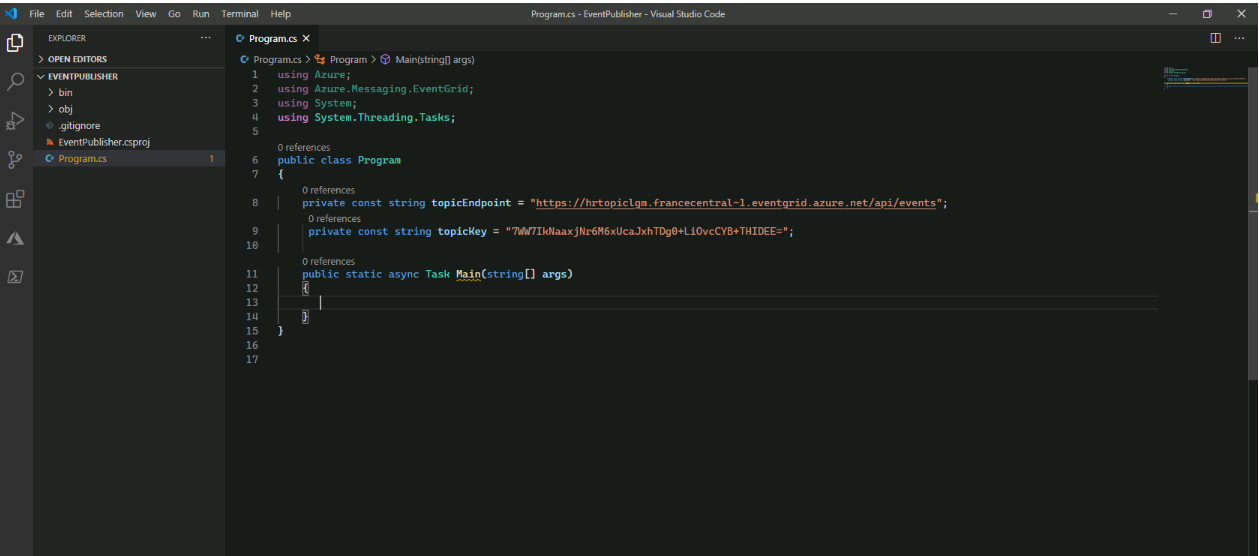 File Edit Selection View Go Run Terminal Help
Program.cs - EventPublisher - Visual Studio Code
EXPLORER
OPEN EDITORS
EVENTPUBLISHER
bin
obj
.gitignore
EventPublisher.csproj
Program.cs 1
Program.cs
Program.cs > Program > Main(string[] args)
1 using Azure;
2 using Azure.Messaging.EventGrid;
3 using System;
4 using System.Threading.Tasks;
5
0 references
6 public class Program
7 {
0 references
8 private const string topicEndpoint = "https://hrtopiclgm.francecentral-1.eventgrid.azure.net/api/events";
0 references
9 private const string topicKey = "7WW7IkNaaxjNr6M6xUcaJxhTDg0+LiOvcCYB+THIDEE=";
10
0 references
11 public static async Task Main(string[] args)
12 {
13
14 }
15 }
16
17